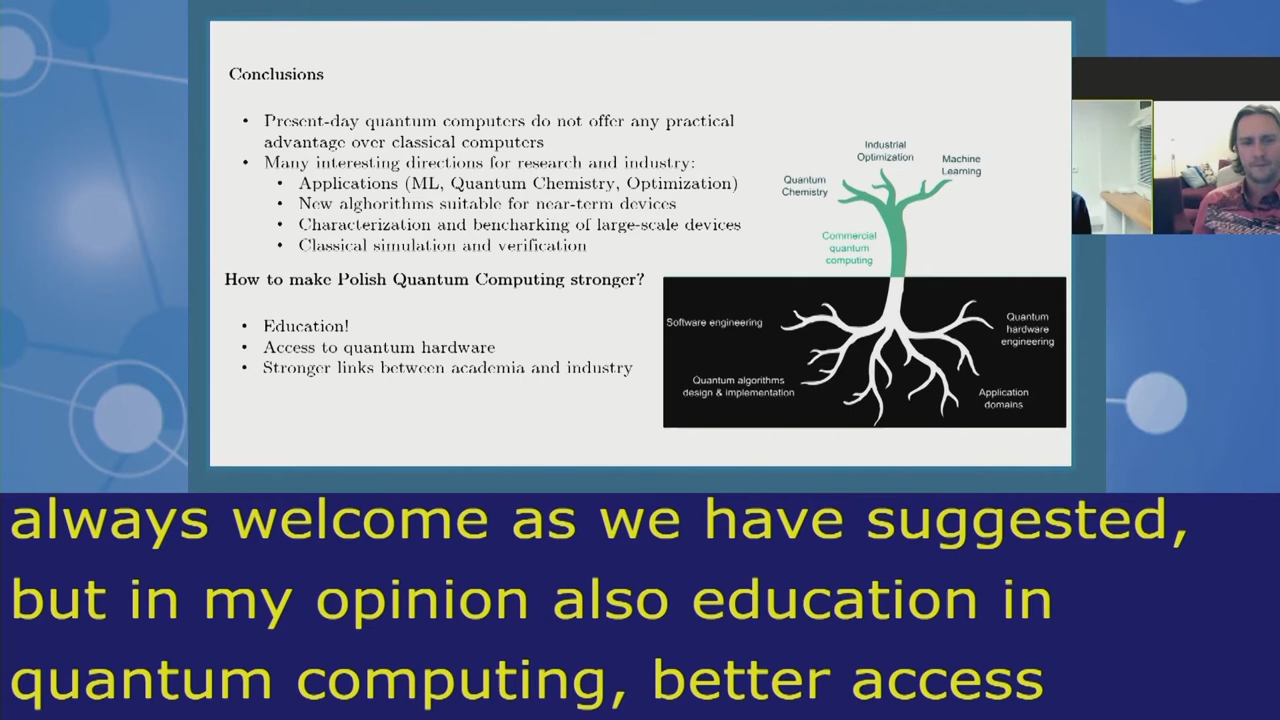 Conclusions
• Present-day quantum computers do not offer any practical
advantage over classical computers
• Many interesting directions for research and industry:
• Applications (ML, Quantum Chemistry, Optimization)
• New alghorithms suitable for near-term devices
• Characterization and bencharking of large-scale devices
• Classical simulation and verification
How to make Polish Quantum Computing stronger?
• Education!
• Access to quantum hardware
• Stronger links between academia and industry
Industrial
Optimization
Machine
Learning
Quantum
Chemistry
Commercial
quantum
computing
Software engineering
Quantum
hardware
engineering
Quantum algorithms
design & implementation
Application
domains
always welcome as we have suggested,
but in my opinion also education in
quantum computing, better access